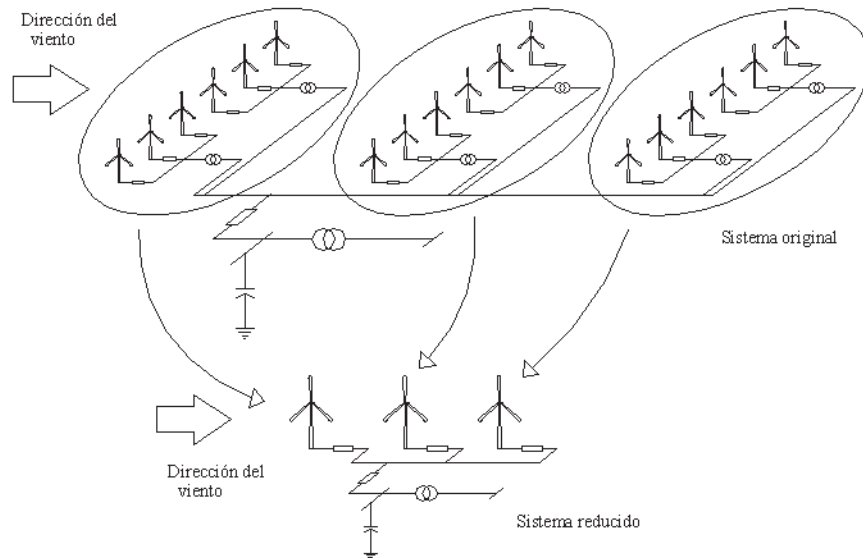 Dirección del
viento
Sistema original
Dirección del
viento
Sistema reducido